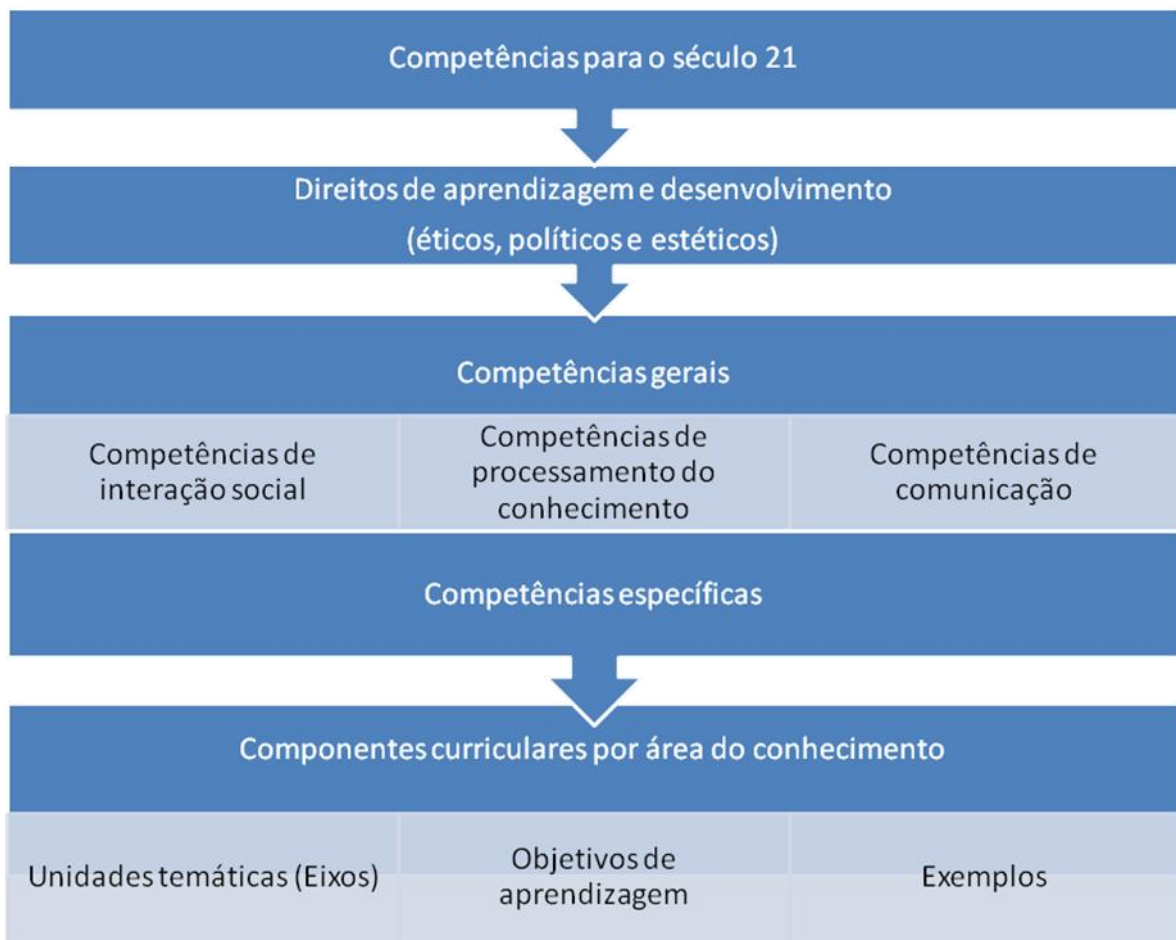 Competências para o século 21
Direitos de aprendizagem e desenvolvimento
(éticos, políticos e estéticos)
Competências gerais
Competências de
interação social
Competências de
processamento do
conhecimento
Competências de
comunicação
Competências específicas
Componentes curriculares por área do conhecimento
Unidades temáticas (Eixos)
Objetivos de
aprendizagem
Exemplos